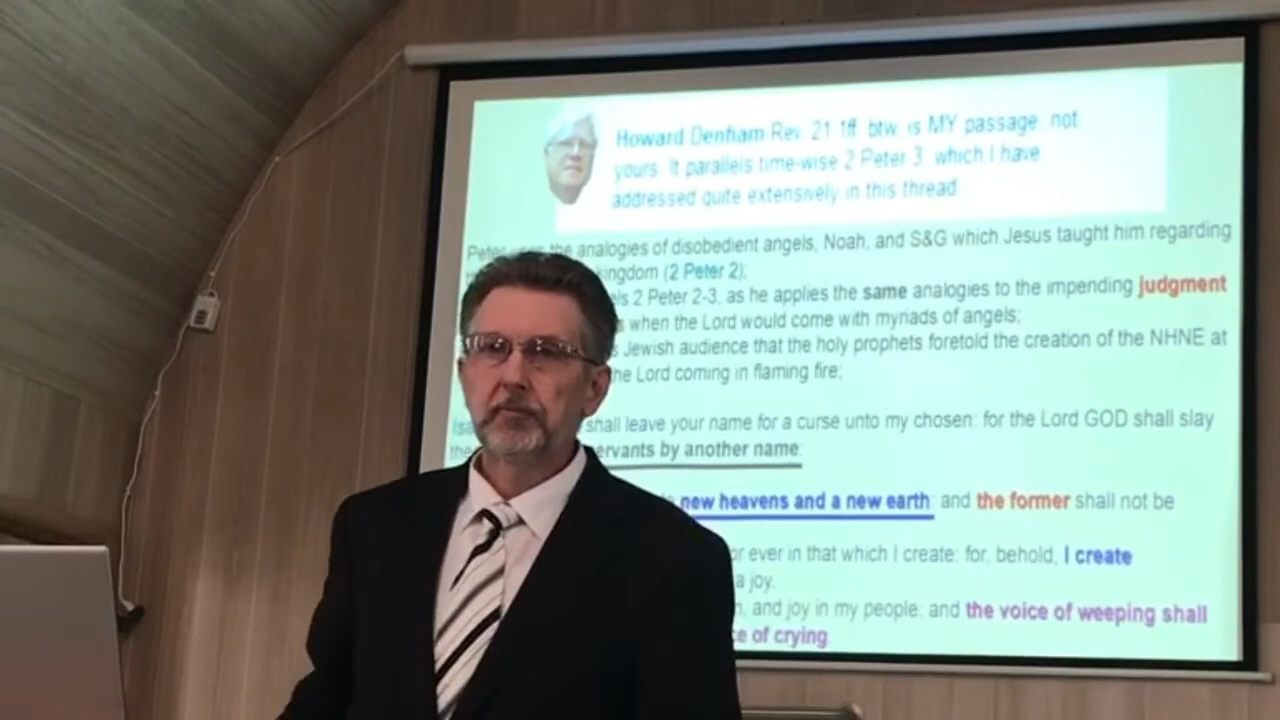 Howard Denham Rev. 21:1ff. btw. is MY passage, not
yours. It parallels time-wise 2 Peter 3, which I have
addressed quite extensively in this thread.
the analogies of disobedient angels, Noah, and S&G which Jesus taught him regarding
kingdom (2 Peter 2);
2 Peter 2-3, as he applies the same analogies to the impending judgment
when the Lord would come with myriads of angels;
Jewish audience that the holy prophets foretold the creation of the NHNE at
the Lord coming in flaming fire;
shall leave your name for a curse unto my chosen: for the Lord GOD shall slay
ervants by another name:
new heavens and a new earth: and the former shall not be
or ever in that which I create: for, behold, I create
a joy.
and joy in my people: and the voice of weeping shall
of crying